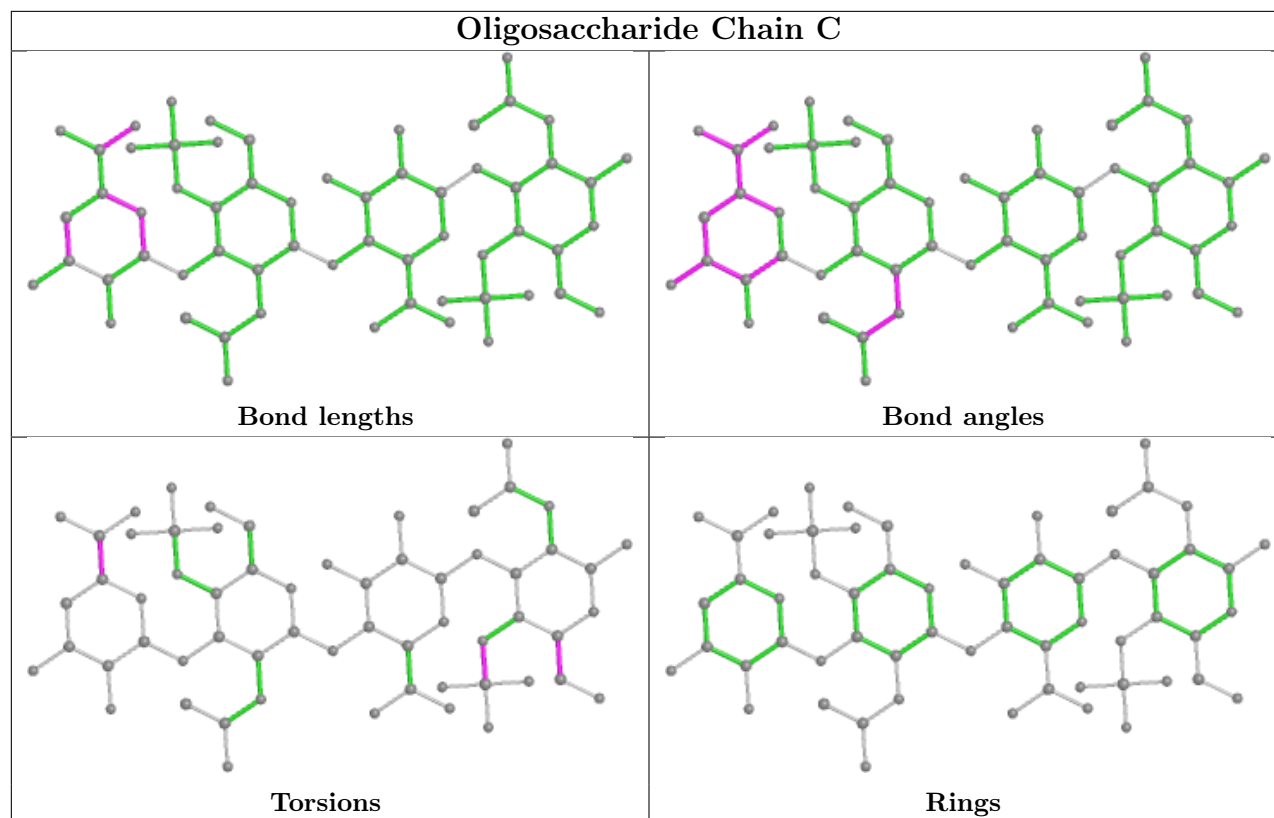 Oligosaccharide Chain C
Bond lengths
Bond angles
Torsions
Rings